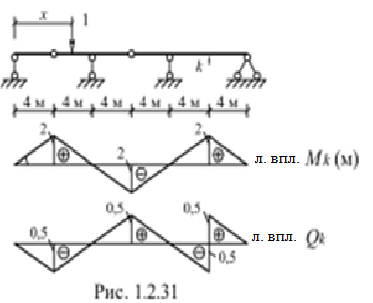 x 1
k
4 м 4 м 4 м 4 м 4 м 4 м
2 2 2
л. впл. Mk (м)
0,5 0,5 0,5 0,5
л. впл. Qk
Рис. 1.2.31